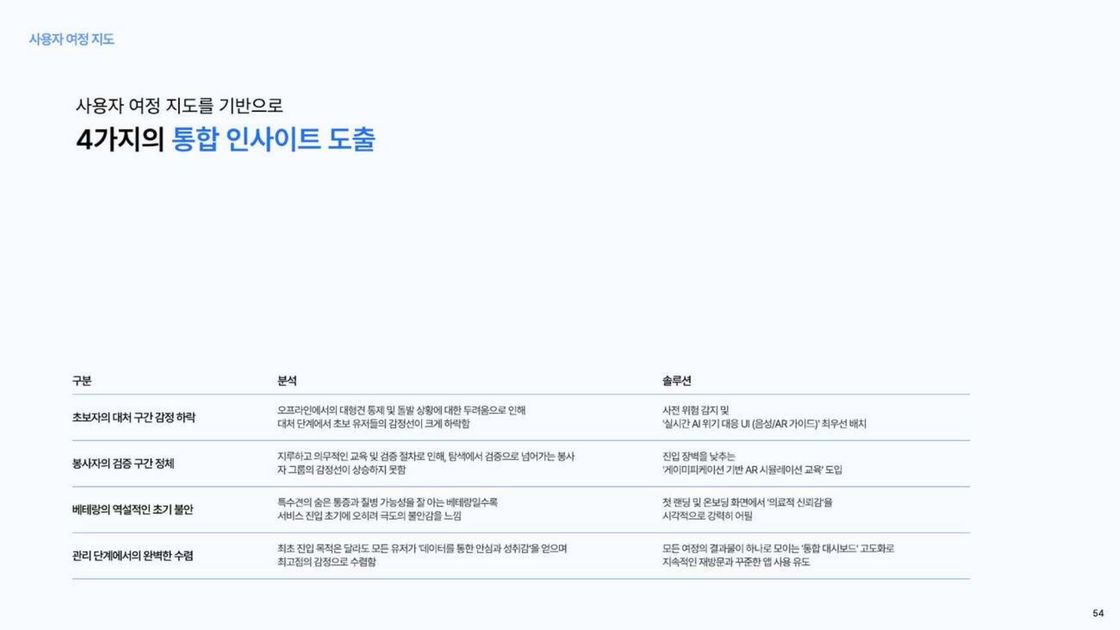 사용자 여정 지도
사용자 여정 지도를 기반으로
4가지의 통합 인사이트 도출
구분
분석
솔루션
초보자의 대처 구간 감정 하락
오프라인에서의 대형견 통제 및 돌발 상황에 대한 두려움으로 인해
대처 단계에서 초보 유저들의 감정선이 크게 하락함
사전 위험 감지 및
'실시간 AI 위기 대응 UI (음성/AR 가이드)' 최우선 배치
봉사자의 검증 구간 정체
지루하고 의무적인 교육 및 검증 절차로 인해, 탐색에서 검증으로 넘어가는 봉사
자 그룹의 감정선이 상승하지 못함
진입 장벽을 낮추는
'게이미피케이션 기반 AR 시뮬레이션 교육' 도입
베테랑의 역설적인 초기 불안
특수견의 숨은 통증과 질병 가능성을 잘 아는 베테랑일수록
서비스 진입 초기에 오히려 극도의 불안감을 느낌
첫 랜딩 및 온보딩 화면에서 '의료적 신뢰감'을
시각적으로 강력히 어필
관리 단계에서의 완벽한 수렴
최초 진입 목적은 달라도 모든 유저가 '데이터를 통한 안심과 성취감'을 얻으며
최고점의 감정으로 수렴함
모든 여정의 결과물이 하나로 모이는 '통합 대시보드' 고도화로
지속적인 재방문과 꾸준한 앱 사용 유도
54